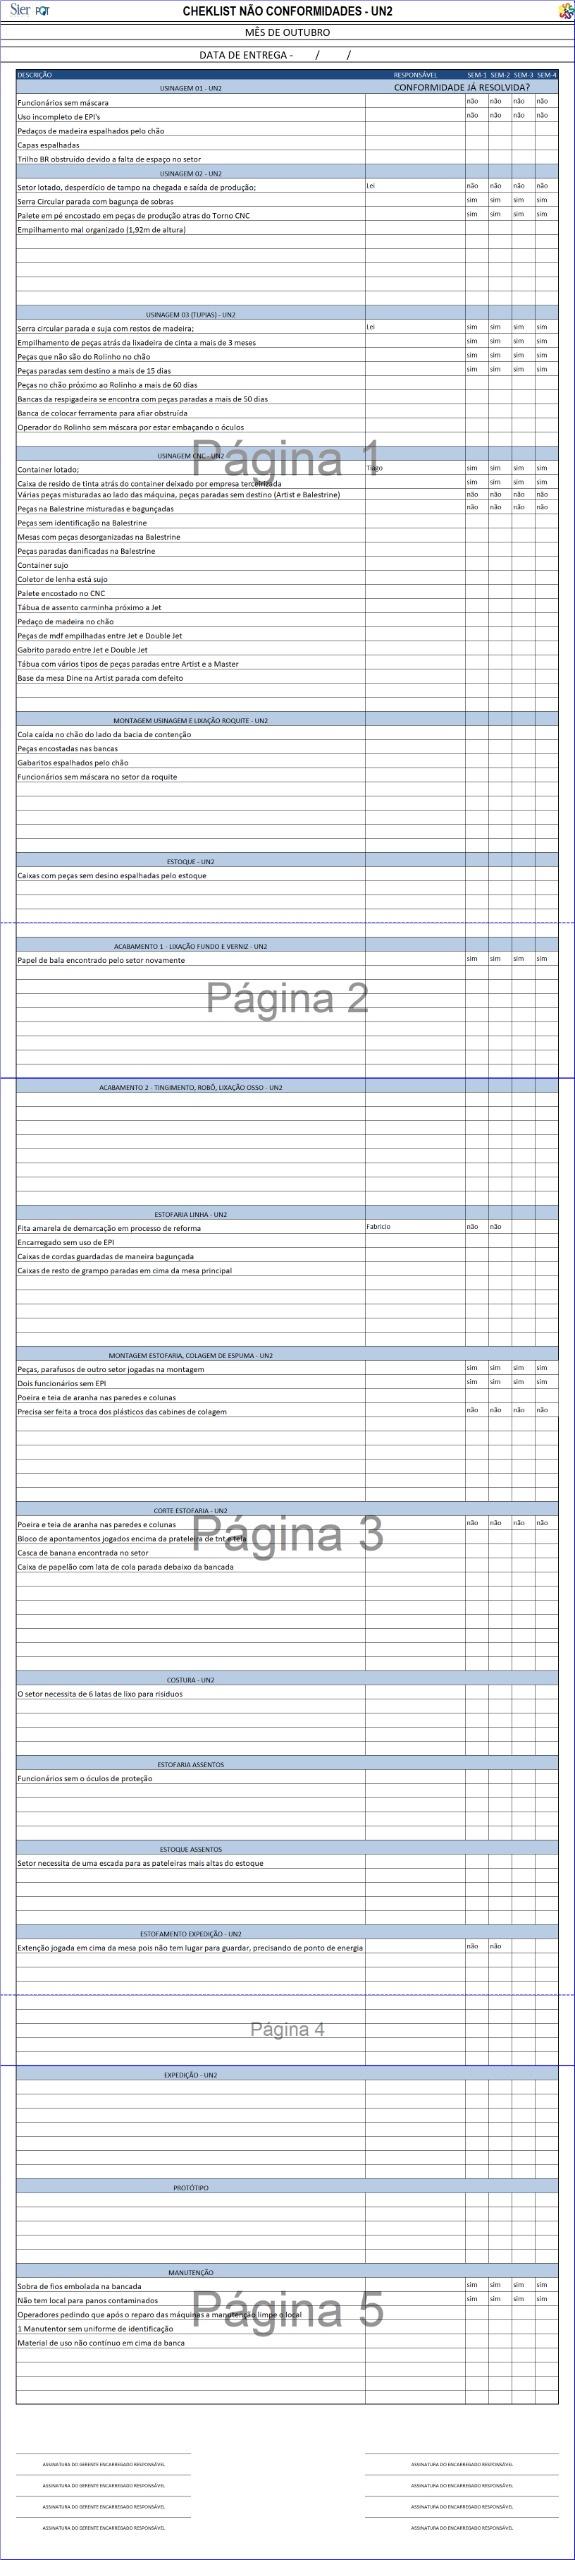 Sier PQT CHEKLIST NÃO CONFORMIDADES - UN2
MÊS DE OUTUBRO
DATA DE ENTREGA - / /
DESCRIÇÃO RESPONSÁVEL SEM-1 SEM-2 SEM-3 SEM-4
USINAGEM 01 - UN2 CONFORMIDADE JÁ RESOLVIDA?
Funcionários sem máscara não não não não
Uso incompleto de EPI's não não não não
Pedaços de madeira espalhados pelo chão
Capas espalhadas
Trilho BR obstruído devido a falta de espaço no setor
USINAGEM 02 - UN2
Setor lotado, desperdício de tampo na chegada e saída de produção; Lei não não não não
Serra Circular parada com bagunça de sobras sim sim sim sim
Palete em pé encostado em peças de produção atras do Torno CNC sim sim sim sim
Empilhamento mal organizado (1,92m de altura)
USINAGEM 03 (TUPIAS) - UN2
Serra circular parada e suja com restos de madeira; Lei sim sim sim sim
Empilhamento de peças atrás da lixadeira de cinta a mais de 3 meses sim sim sim sim
Peças que não são do Rolinho no chão sim sim sim sim
Peças paradas sem destino a mais de 15 dias sim sim sim sim
Peças no chão próximo ao Rolinho a mais de 60 dias
Bancas da respigadeira se encontra com peças paradas a mais de 50 dias
Banca de colocar ferramenta para afiar obstruída
Operador do Rolinho sem máscara por estar embaçando o óculos
Página 1
USINAGEM CNC - UN2
Container lotado; Tiago sim sim sim sim
Caixa de resido de tinta atrás do container deixado por empresa terceirizada sim sim sim sim
Várias peças misturadas ao lado das máquina, peças paradas sem destino (Artist e Balestrine) não não não não
Peças na Balestrine misturadas e bagunçadas não não não não
Peças sem identificação na Balestrine
Mesas com peças desorganizadas na Balestrine
Peças paradas danificadas na Balestrine
Container sujo
Coletor de lenha está sujo
Palete encostado no CNC
Tábua de assento carminha próximo a Jet
Pedaço de madeira no chão
Peças de mdf empilhadas entre Jet e Double Jet
Gabrito parado entre Jet e Double Jet
Tábua com vários tipos de peças paradas entre Artist e a Master
Base da mesa Dine na Artist parada com defeito
MONTAGEM USINAGEM E LIXAÇÃO ROQUITE - UN2
Cola caída no chão do lado da bacia de contenção
Peças encostadas nas bancas
Gabaritos espalhados pelo chão
Funcionários sem máscara no setor da roquite
ESTOQUE - UN2
Caixas com peças sem desino espalhadas pelo estoque
ACABAMENTO 1 - LIXAÇÃO FUNDO E VERNIZ - UN2
Papel de bala encontrado pelo setor novamente sim sim sim sim
Página 2
ACABAMENTO 2 - TINGIMENTO, ROBÔ, LIXAÇÃO OSSO - UN2
ESTOFARIA LINHA - UN2
Fita amarela de demarcação em processo de reforma Fabricio não não
Encarregado sem uso de EPI
Caixas de cordas guardadas de maneira bagunçada
Caixas de resto de grampo paradas em cima da mesa principal
MONTAGEM ESTOFARIA, COLAGEM DE ESPUMA - UN2
Peças, parafusos de outro setor jogadas na montagem sim sim sim sim
Dois funcionários sem EPI sim sim sim sim
Poeira e teia de aranha nas paredes e colunas
Precisa ser feita a troca dos plásticos das cabines de colagem não não não não
CORTE ESTOFARIA - UN2
Poeira e teia de aranha nas paredes e colunas não não não não
Página 3
Bloco de apontamentos jogados encima da prateleira de tnt e tela
Casca de banana encontrada no setor
Caixa de papelão com lata de cola parada debaixo da bancada
COSTURA - UN2
O setor necessita de 6 latas de lixo para risiduos
ESTOFARIA ASSENTOS
Funcionários sem o óculos de proteção
ESTOQUE ASSENTOS
Setor necessita de uma escada para as pateleiras mais altas do estoque
ESTOFAMENTO EXPEDIÇÃO - UN2
Extenção jogada em cima da mesa pois não tem lugar para guardar, precisando de ponto de energia não não
Página 4
EXPEDIÇÃO - UN2
PROTÓTIPO
MANUTENÇÃO
Sobra de fios embolada na bancada sim sim sim sim
Não tem local para panos contaminados sim sim sim sim
Página 5
Operadores pedindo que após o reparo das máquinas a manutenção limpe o local
1 Manutentor sem uniforme de identificação
Material de uso não contínuo em cima da banca
ASSINATURA DO GERENTE ENCARREGADO RESPONSÁVEL ASSINATURA DO ENCARREGADO RESPONSÁVEL
ASSINATURA DO GERENTE ENCARREGADO RESPONSÁVEL ASSINATURA DO ENCARREGADO RESPONSÁVEL
ASSINATURA DO GERENTE ENCARREGADO RESPONSÁVEL ASSINATURA DO ENCARREGADO RESPONSÁVEL
ASSINATURA DO GERENTE ENCARREGADO RESPONSÁVEL ASSINATURA DO ENCARREGADO RESPONSÁVEL